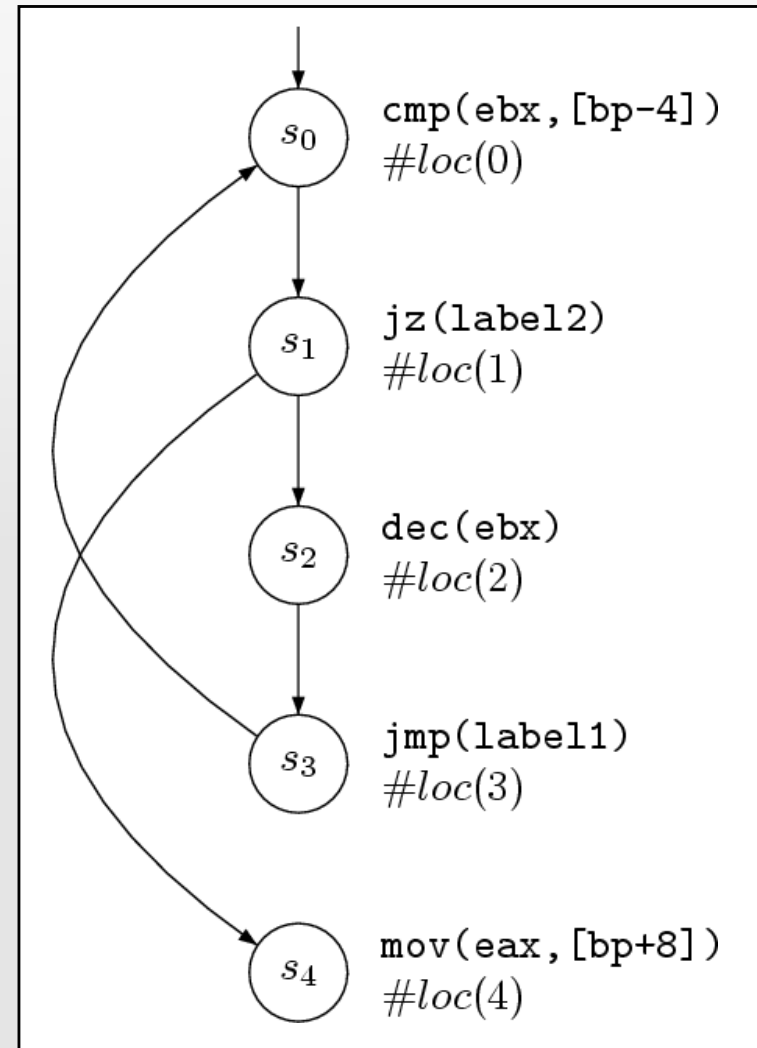 s0
cmp(ebx,[bp-4])
#loc(0)
s1
jz(label2)
#loc(1)
s2
dec(ebx)
#loc(2)
s3
jmp(label1)
#loc(3)
s4
mov(eax,[bp+8])
#loc(4)